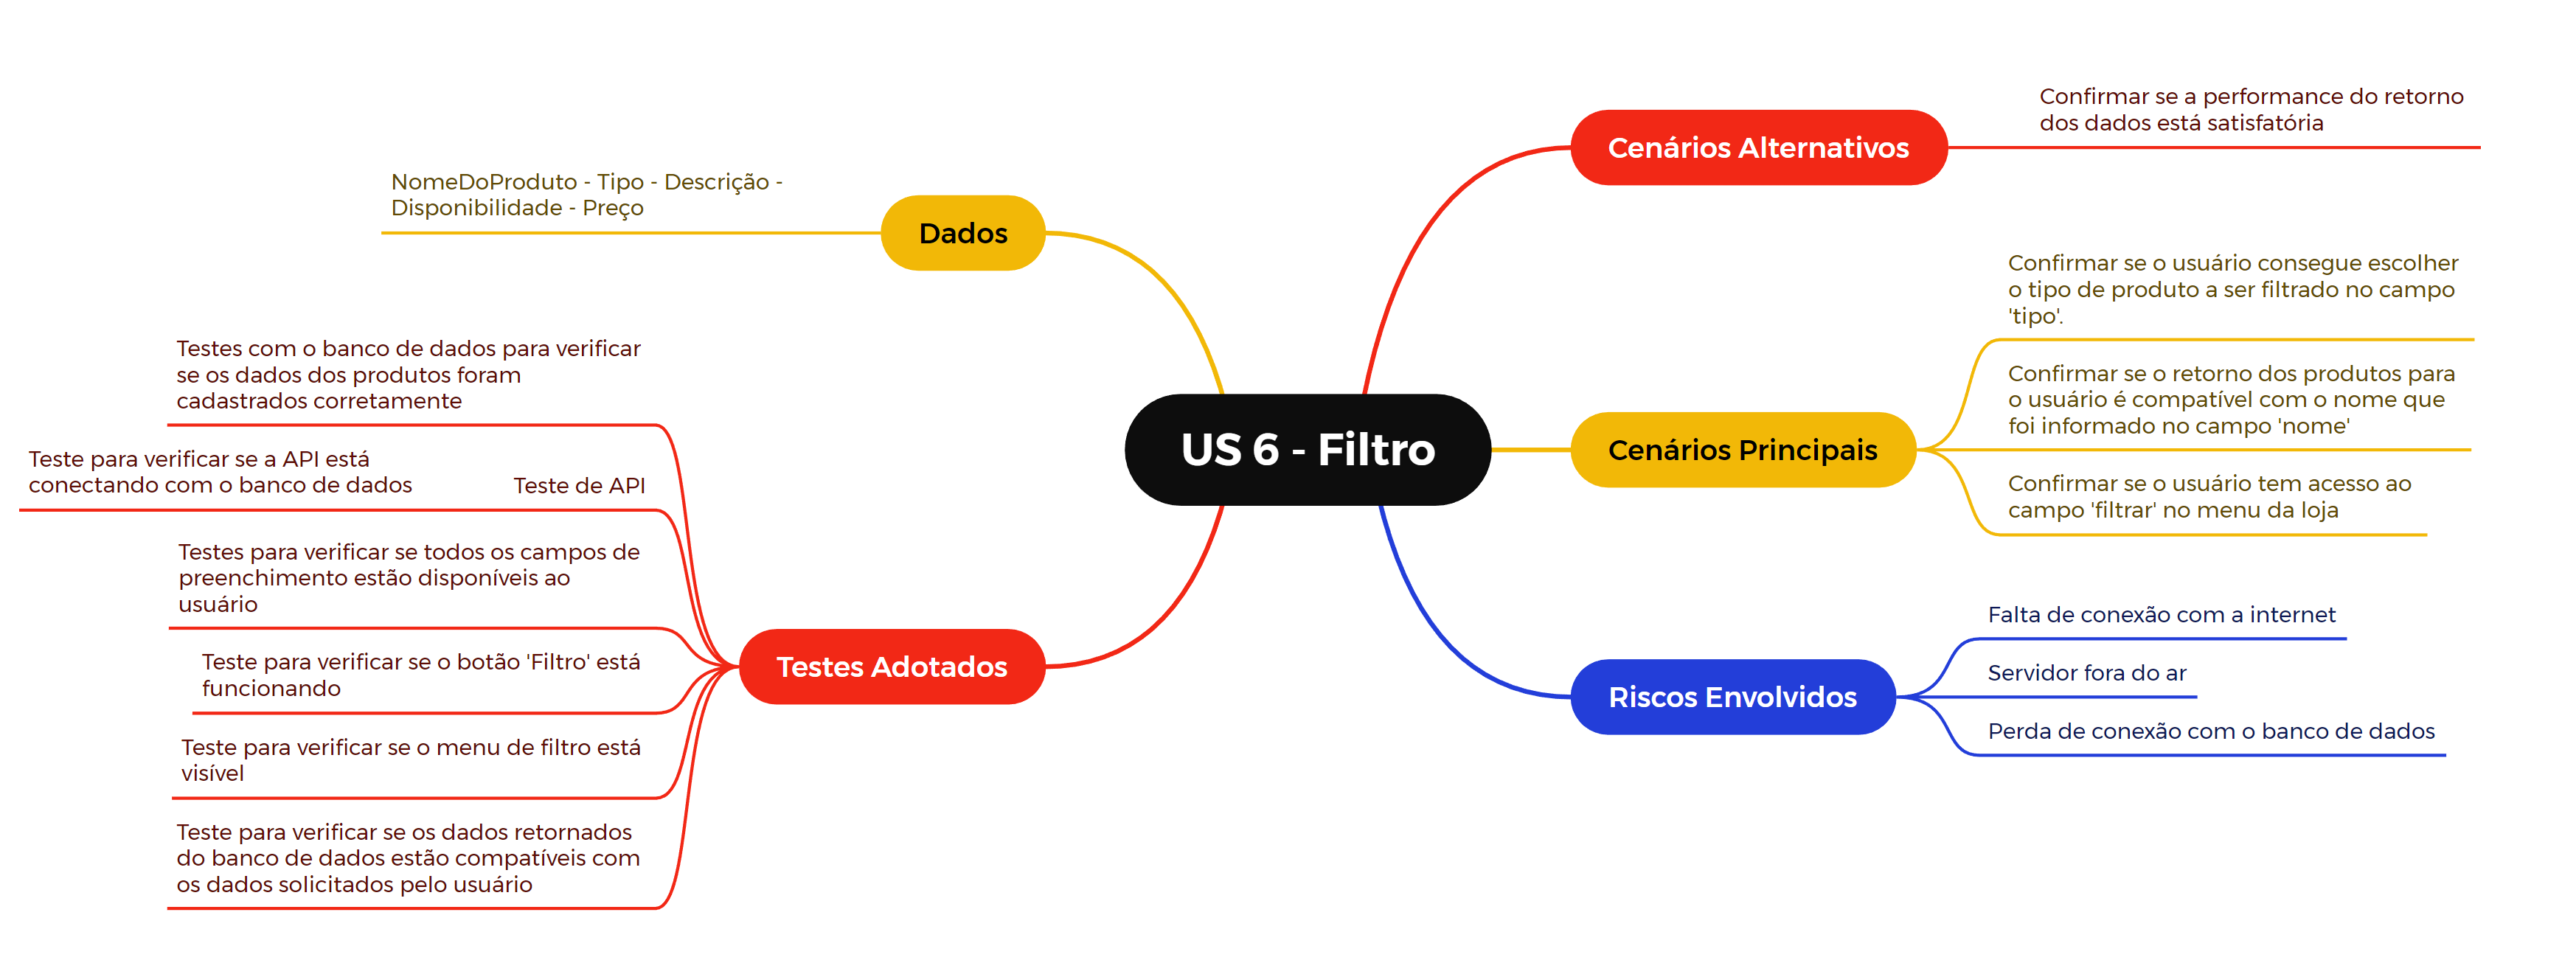 US 6 - Filtro
Cenários Alternativos
Confirmar se a performance do retorno
dos dados está satisfatória
Cenários Principais
Confirmar se o usuário consegue escolher
o tipo de produto a ser filtrado no campo
'tipo'.
Confirmar se o retorno dos produtos para
o usuário é compatível com o nome que
foi informado no campo 'nome'
Confirmar se o usuário tem acesso ao
campo 'filtrar' no menu da loja
Riscos Envolvidos
Falta de conexão com a internet
Servidor fora do ar
Perda de conexão com o banco de dados
Dados
NomeDoProduto - Tipo - Descrição -
Disponibilidade - Preço
Testes Adotados
Testes com o banco de dados para verificar
se os dados dos produtos foram
cadastrados corretamente
Teste de API
Teste para verificar se a API está
conectando com o banco de dados
Testes para verificar se todos os campos de
preenchimento estão disponíveis ao
usuário
Teste para verificar se o botão 'Filtro' está
funcionando
Teste para verificar se o menu de filtro está
visível
Teste para verificar se os dados retornados
do banco de dados estão compatíveis com
os dados solicitados pelo usuário